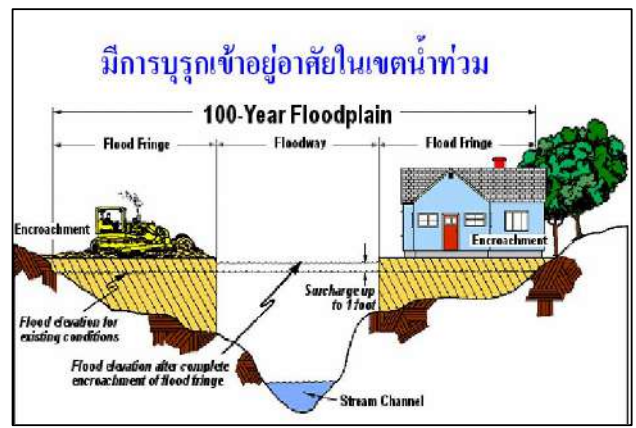 มีการบุรุกเข้าอยู่อาศัยในเขตน้ำท่วม
100-Year Floodplain
Flood Fringe
Floodway
Flood Fringe
Encroachment
Encroachment
Surcharge up
to 1 foot
Flood elevation for
existing conditions
Flood elevation after complete
encroachment of flood fringe
Stream Channel